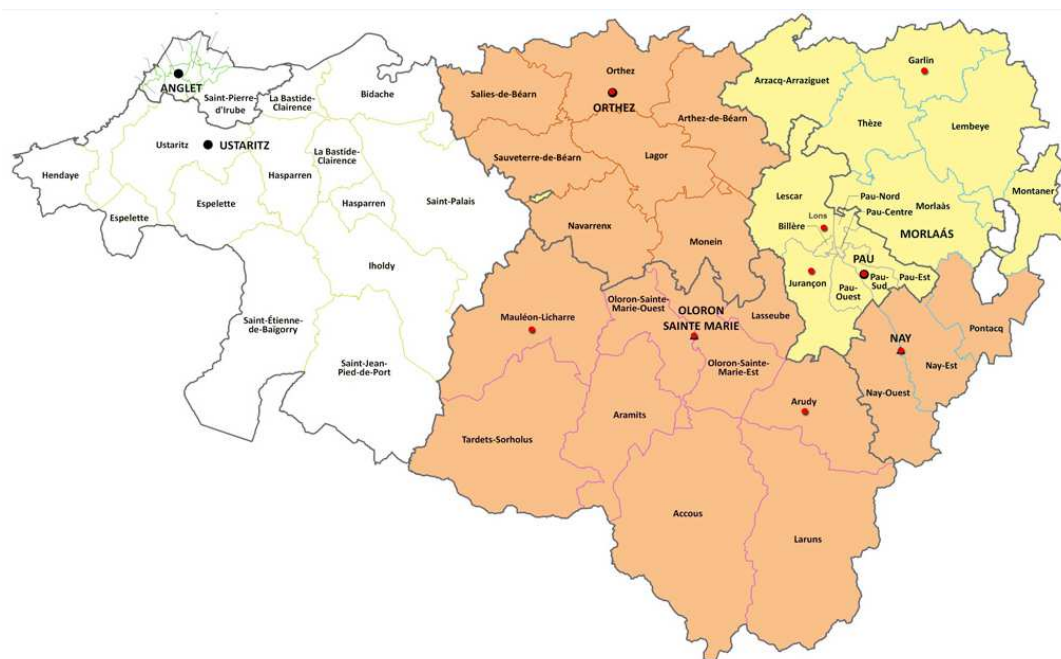 ANGLET
Saint-Pierre-
d'Irube
La Bastide-
Clairence
Bidache
Ustaritz
USTARITZ
Hasparren
La Bastide-
Clairence
Hendaye
Espelette
Espelette
Hasparren
Saint-Palais
Iholdy
Saint-Étienne-
de-Baïgorry
Saint-Jean-
Pied-de-Port
Salies-de-Béarn
Orthez
ORTHEZ
Arthez-de-Béarn
Sauveterre-de-Béarn
Lagor
Navarrenx
Monein
Mauléon-Licharre
Oloron-Sainte-
Marie-Ouest
OLORON
SAINTE MARIE
Lasseube
Oloron-Sainte-
Marie-Est
Tardets-Sorholus
Aramits
Arudy
Accous
Laruns
Arzacq-Arraziguet
Garlin
Thèze
Lembeye
Lescar
Pau-Nord
Lons
Pau-Centre
Morlaàs
Montaner
Billère
MORLAÁS
PAU
Jurançon
Pau-
Sud
Pau-Est
Pau-
Ouest
NAY
Pontacq
Nay-Est
Nay-Ouest